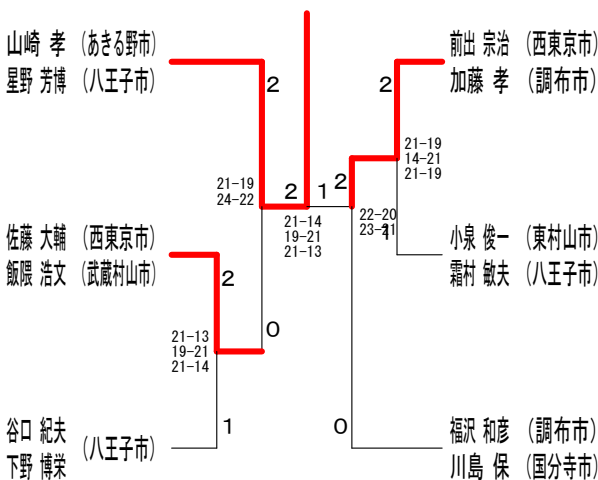 山崎 孝 (あきる野市)
星野 芳博 (八王子市)
前出 宗治 (西東京市)
加藤 孝 (調布市)
2
2
21-19
14-21
21-19
21-19
24-22
2
1
2
21-14
19-21
21-13
22-20
23-21
1
佐藤 大輔 (西東京市)
飯隈 浩文 (武蔵村山市)
小泉 俊一 (東村山市)
霜村 敏夫 (八王子市)
2
21-13
19-21
21-14
0
谷口 紀夫
下野 博栄
(八王子市)
1
0
福沢 和彦 (調布市)
川島 保 (国分寺市)